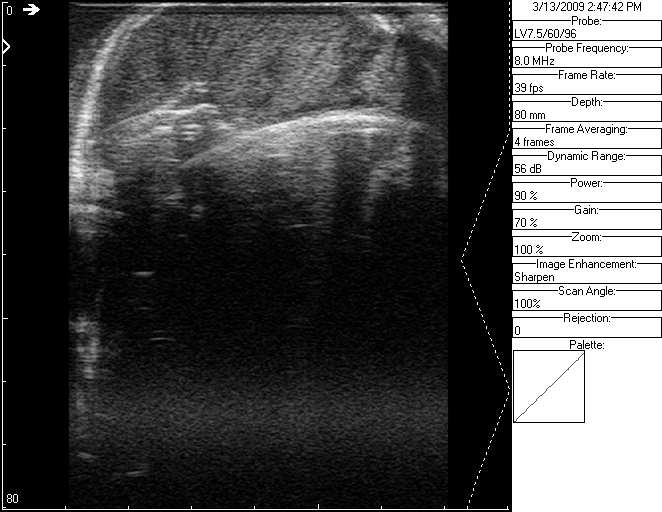 0
80
3/13/2009 2:47:42 PM
Probe:
LV7.5/60/96
Probe Frequency:
8.0 MHz
Frame Rate:
39 fps
Depth:
80 mm
Frame Averaging:
4 frames
Dynamic Range:
56 dB
Power:
90 %
Gain:
70 %
Zoom:
100 %
Image Enhancement:
Sharpen
Scan Angle:
100%
Rejection:
0
Palette: